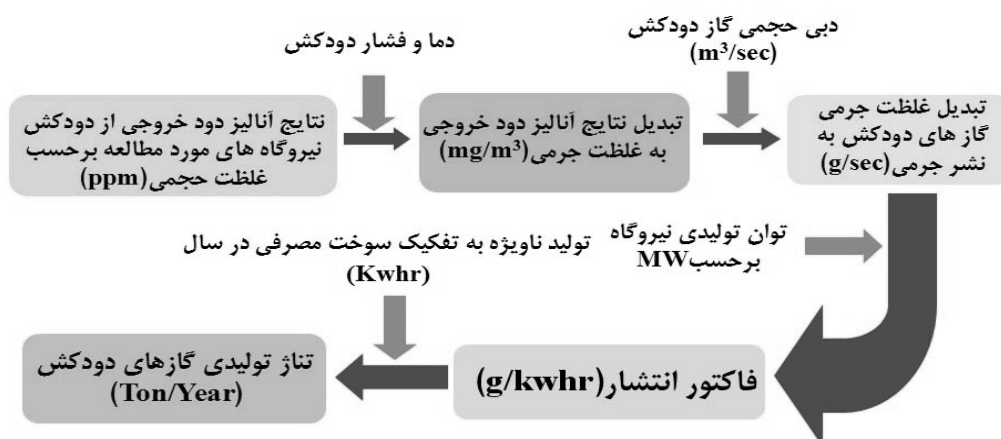 دما و فشار دودکش
دبی حجمی گاز دودکش
(m³/sec)
نتایج آنالیز دود خروجی از دودکش
نیروگاه های مورد مطالعه برحسب
غلظت حجمی(ppm)
تبدیل نتایج آنالیز دود خروجی
به غلظت جرمی(mg/m³)
تبدیل غلظت جرمی
گاز های دودکش به
نشر جرمی(g/sec)
توان تولیدی نیروگاه
برحسبMW
تولید ناویژه به تفکیک سوخت مصرفی در سال
(Kwhr)
فاکتور انتشار(g/kwhr)
تناژ تولیدی گازهای دودکش
(Ton/Year)